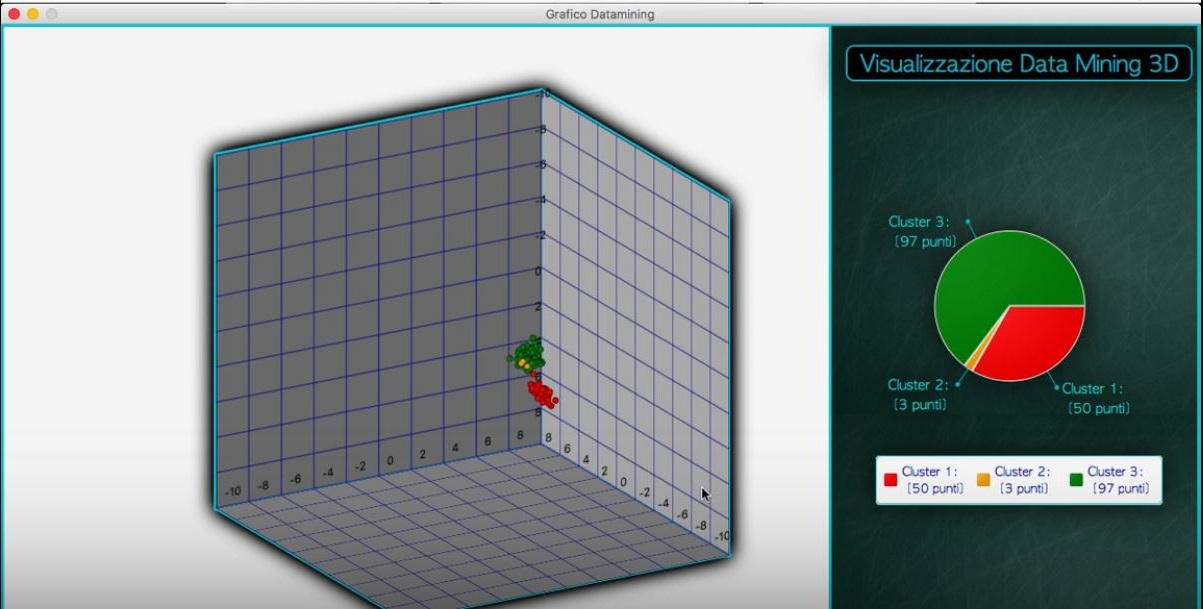 Grafico Datamining
Visualizzazione Data Mining 3D
-8
-6
-4
-2
0
2
8
-10 -8 -6 -4 -2 0 2 4 6 8
8 6 4 2 0 -2 -4 -6 -8 -10
Cluster 3:
(97 punti)
Cluster 2:
(3 punti)
Cluster 1:
(50 punti)
Cluster 1: Cluster 2: Cluster 3:
(50 punti) (3 punti) (97 punti)